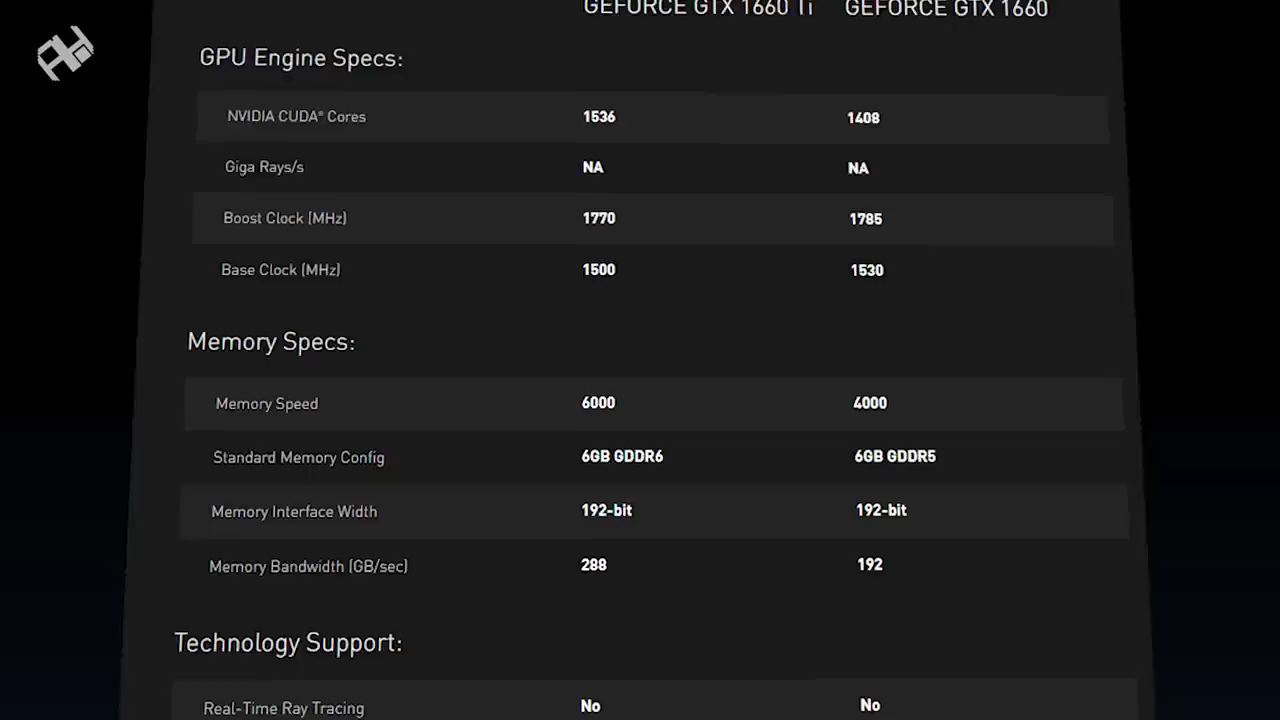 GEFORCE GTX 1660 Ti GEFORCE GTX 1660
GPU Engine Specs:
NVIDIA CUDA® Cores 1536 1408
Giga Rays/s NA NA
Boost Clock (MHz) 1770 1785
Base Clock (MHz) 1500 1530
Memory Specs:
Memory Speed 6000 4000
Standard Memory Config 6GB GDDR6 6GB GDDR5
Memory Interface Width 192-bit 192-bit
Memory Bandwidth (GB/sec) 288 192
Technology Support:
Real-Time Ray Tracing No No